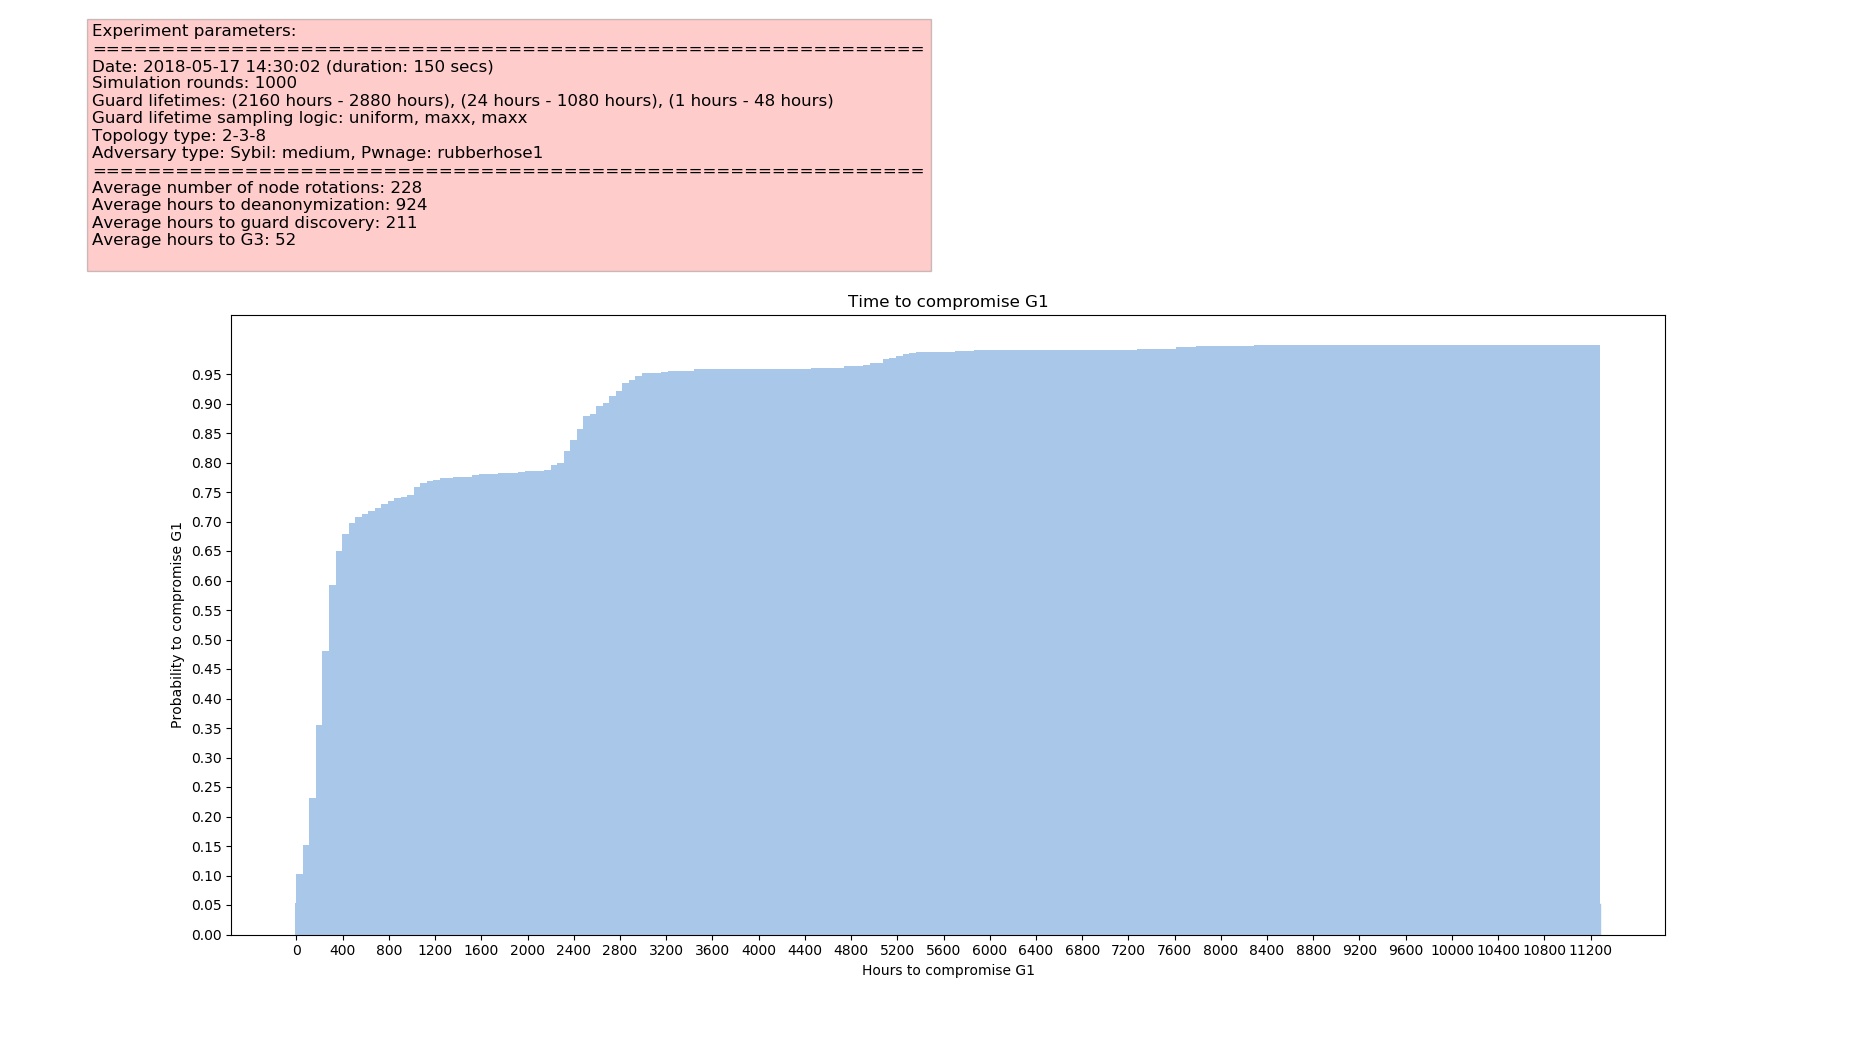 Experiment parameters:
=============================================================
Date: 2018-05-17 14:30:02 (duration: 150 secs)
Simulation rounds: 1000
Guard lifetimes: (2160 hours - 2880 hours), (24 hours - 1080 hours), (1 hours - 48 hours)
Guard lifetime sampling logic: uniform, maxx, maxx
Topology type: 2-3-8
Adversary type: Sybil: medium, Pwnage: rubberhose1
=============================================================
Average number of node rotations: 228
Average hours to deanonymization: 924
Average hours to guard discovery: 211
Average hours to G3: 52
Time to compromise G1
Probability to compromise G1
0.95
0.90
0.85
0.80
0.75
0.70
0.65
0.60
0.55
0.50
0.45
0.40
0.35
0.30
0.25
0.20
0.15
0.10
0.05
0.00
0 400 800 1200 1600 2000 2400 2800 3200 3600 4000 4400 4800 5200 5600 6000 6400 6800 7200 7600 8000 8400 8800 9200 9600 10000 10400 10800 11200
Hours to compromise G1